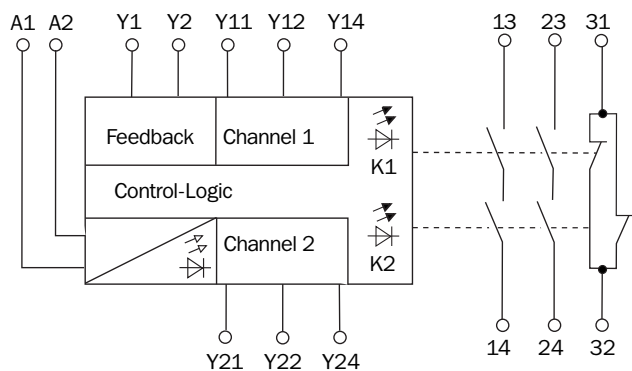 A1 A2 Y1 Y2 Y11 Y12 Y14 13 23 31
Feedback Channel 1
K1
Control-Logic
Channel 2
K2
14 24 32
Y21 Y22 Y24